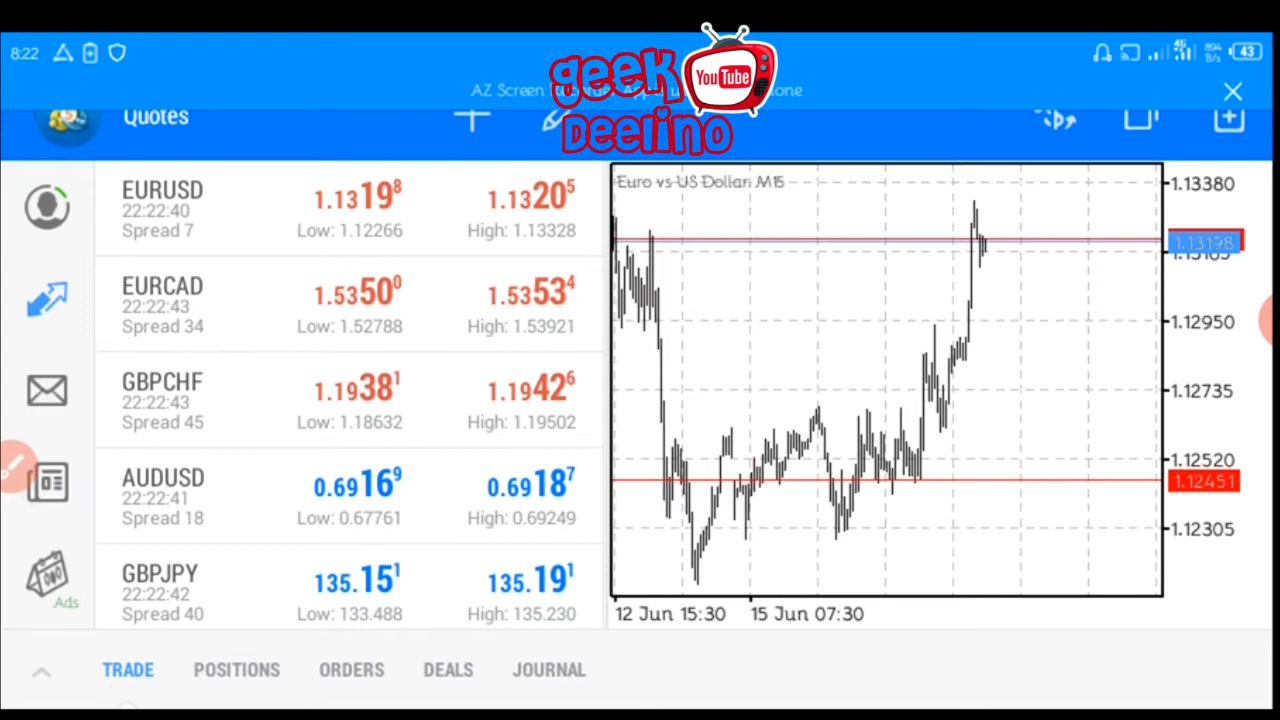 geek
YouTube
Deelino
8:22
43
Quotes
EURUSD 1.13198 1.13205
22:22:40
Spread 7 Low: 1.12266 High: 1.13328
EURCAD 1.53500 1.53534
22:22:43
Spread 34 Low: 1.52788 High: 1.53921
GBPCHF 1.19381 1.19426
22:22:43
Spread 45 Low: 1.18632 High: 1.19502
AUDUSD 0.69169 0.69187
22:22:41
Spread 18 Low: 0.67761 High: 0.69249
GBPJPY 135.151 135.191
22:22:42
Spread 40 Low: 133.488 High: 135.230
Ads
Euro vs US Dollar. M15
1.13380
1.13198
1.12950
1.12735
1.12520
1.12451
1.12305
12 Jun 15:30 15 Jun 07:30
TRADE POSITIONS ORDERS DEALS JOURNAL